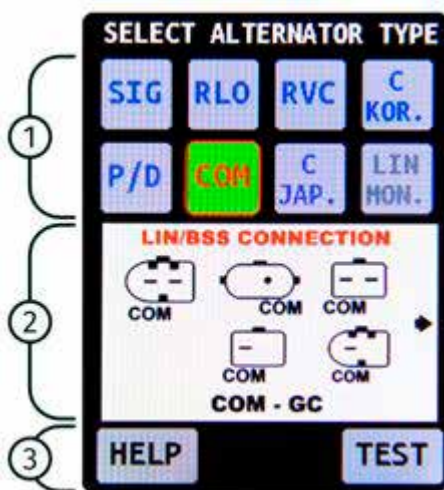 SELECT ALTERNATOR TYPE
SIG RLO RVC C KOR.
P/D COM C JAP. LIN MON.
LIN/BSS CONNECTION
COM COM COM
COM COM
COM - GC
HELP TEST
1
2
3